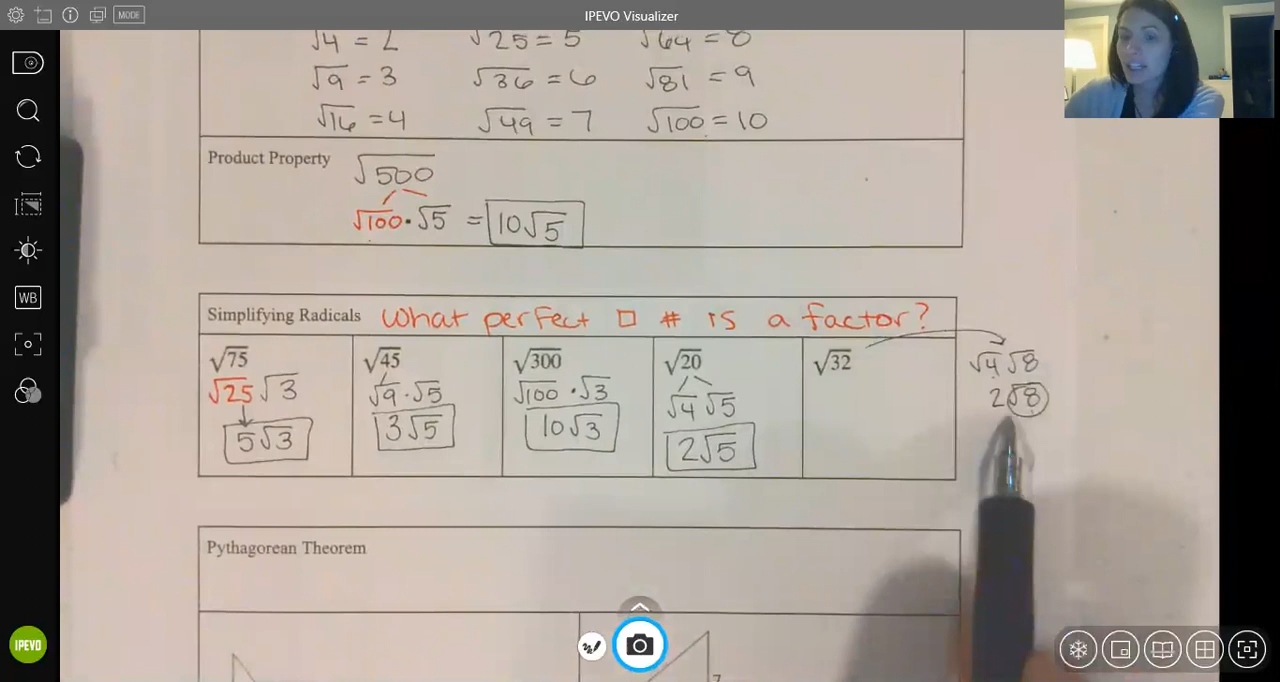 MODE
IPEVO Visualizer
√4 = 2 √25 = 5 √64 = 8
√9 = 3 √36 = 6 √81 = 9
√16 = 4 √49 = 7 √100 = 10
Product Property
√500
√100 • √5 = 10√5
Simplifying Radicals What perfect □ # is a factor?
√75
√25 √3
5√3
√45
√9 · √5
3√5
√300
√100 · √3
10√3
√20
√4 √5
2√5
√32
√4 √8
2√8
Pythagorean Theorem
7
WB
IPEVO